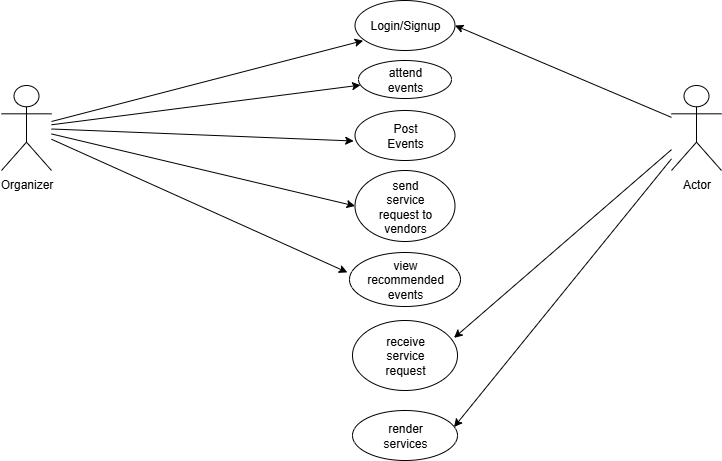 Login/Signup
attend
events
Post
Events
Organizer
Actor
send
service
request to
vendors
view
recommended
events
receive
service
request
render
services